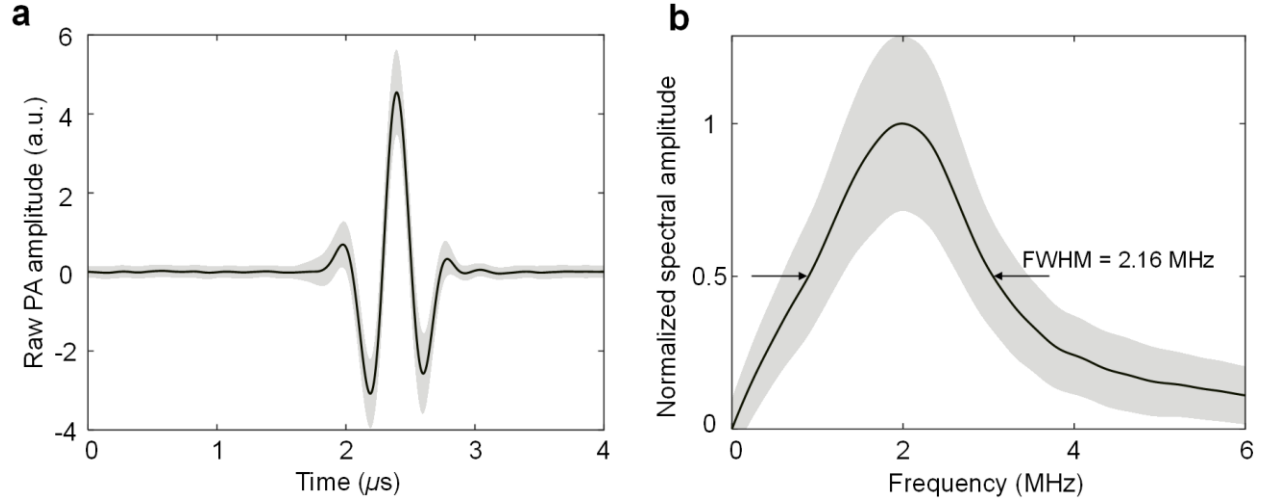 a
Raw PA amplitude (a.u.)
6
4
2
0
-2
-4
0 1 2 3 4
Time (μs)
b
Normalized spectral amplitude
1
0.5
0
FWHM = 2.16 MHz
0 2 4 6
Frequency (MHz)